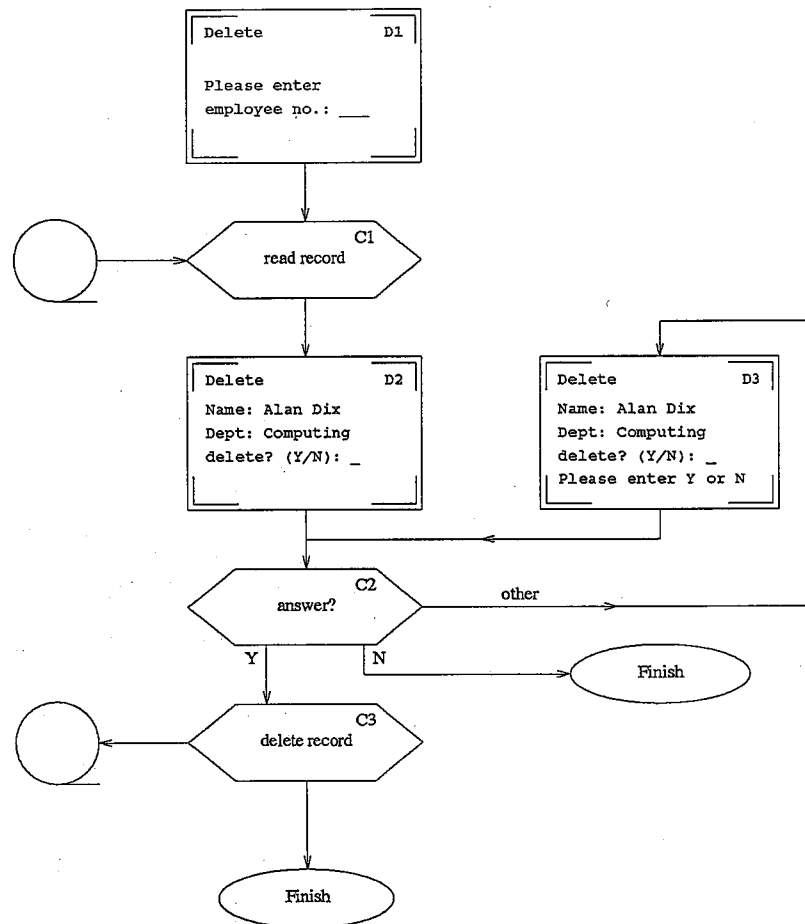 Delete D1
Please enter
employee no.: ___
C1
read record
Delete D2
Name: Alan Dix
Dept: Computing
delete? (Y/N): _
Delete D3
Name: Alan Dix
Dept: Computing
delete? (Y/N): _
Please enter Y or N
C2
answer?
other
Y
N
Finish
C3
delete record
Finish